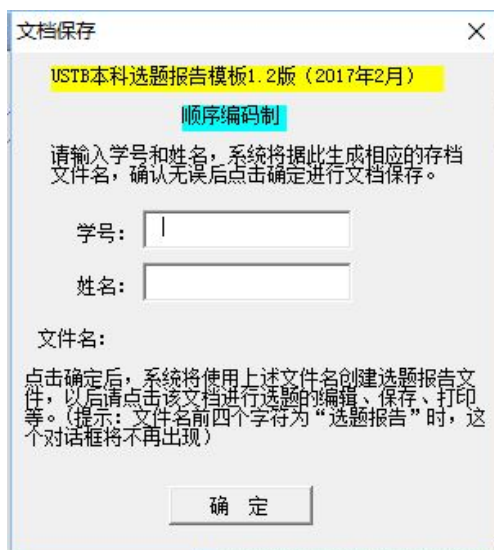 文档保存
USTB本科选题报告模板1.2版（2017年2月）
顺序编码制
请输入学号和姓名，系统将据此生成相应的存档
文件名，确认无误后点击确定进行文档保存。
学号：
姓名：
文件名：
点击确定后，系统将使用上述文件名创建选题报告文
件，以后请点击该文档进行选题的编辑、保存、打印
等。(提示：文件名前四个字符为“选题报告”时，这
个对话框将不再出现)
确 定